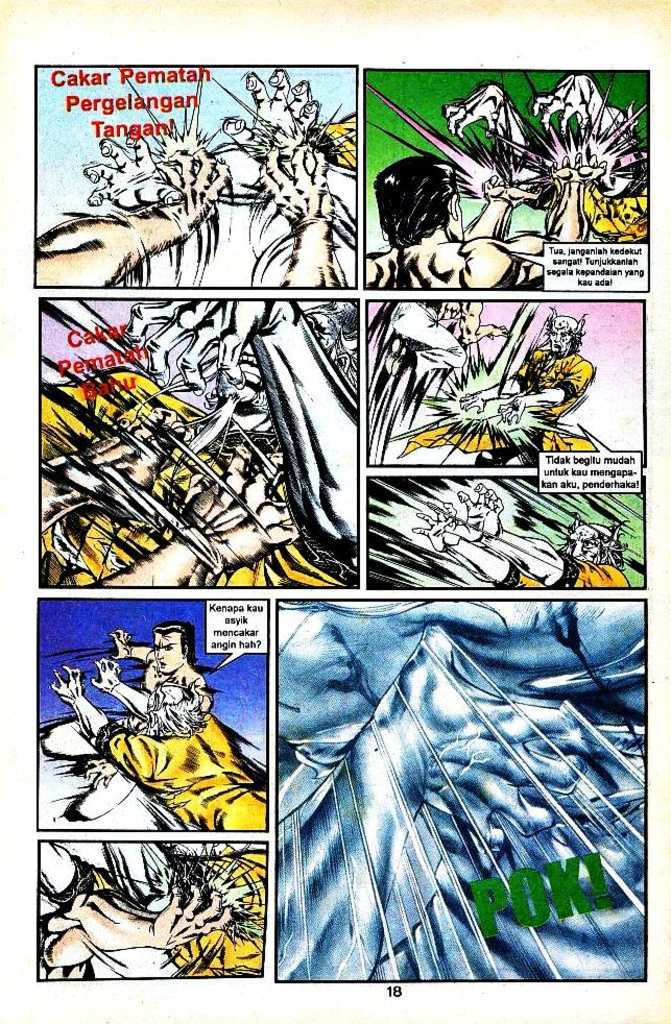 Cakar Pematah
Pergelangan
Tangan!
Tua, janganlah kedekut
sangat! Tunjukkanlah
segala kepandaian yang
kau ada!
Cakar
Pematah
Bahu
Tidak begitu mudah
untuk kau mengapa-
kan aku, penderhaka!
Kenapa kau
asyik
mencakar
angin hah?
POK!
18